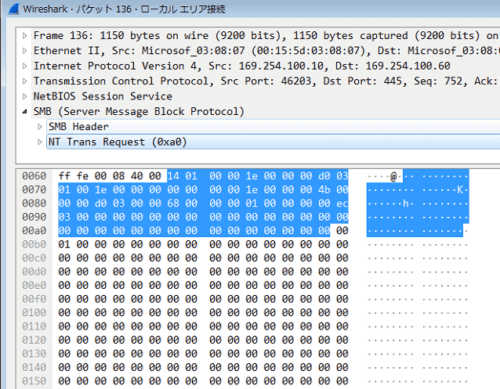 Wireshark・パケット 136・ローカル エリア接続
Frame 136: 1150 bytes on wire (9200 bits), 1150 bytes captured (9200 bits) on
Ethernet II, Src: Microsof_03:08:07 (00:15:5d:03:08:07), Dst: Microsof_03:08:0
Internet Protocol Version 4, Src: 169.254.100.10, Dst: 169.254.100.60
Transmission Control Protocol, Src Port: 46203, Dst Port: 445, Seq: 752, Ack:
NetBIOS Session Service
SMB (Server Message Block Protocol)
SMB Header
NT Trans Request (0xa0)
0060 ff fe 00 08 40 00 14 01 00 00 1e 00 00 00 d0 03 ....@... ........
0070 01 00 1e 00 00 00 00 00 00 1e 00 00 00 4b 00 ........ .....K.
0080 00 00 d0 03 00 00 68 00 00 00 01 00 00 00 ec ......h. ........
0090 03 00 00 00 00 00 00 00 00 00 00 00 00 00 00 00 ........ ........
00a0 00 00 00 00 00 00 00 00 00 00 00 00 00 00 00 00 ........ ........
00b0 01 00 00 00 00 00 00 00 00 00 00 00 00 00 00 00 ........ ........
00c0 00 00 00 00 00 00 00 00 00 00 00 00 00 00 00 00 ........ ........
00d0 00 00 00 00 00 00 00 00 00 00 00 00 00 00 00 00 ........ ........
00e0 00 00 00 00 00 00 00 00 00 00 00 00 00 00 00 00 ........ ........
00f0 00 00 00 00 00 00 00 00 00 00 00 00 00 00 00 00 ........ ........
0100 00 00 00 00 00 00 00 00 00 00 00 00 00 00 00 00 ........ ........
0110 00 00 00 00 00 00 00 00 00 00 00 00 00 00 00 00 ........ ........
0120 00 00 00 00 00 00 00 00 00 00 00 00 00 00 00 00 ........ ........
0130 00 00 00 00 00 00 00 00 00 00 00 00 00 00 00 00 ........ ........
0140 00 00 00 00 00 00 00 00 00 00 00 00 00 00 00 00 ........ ........
0150 00 00 00 00 00 00 00 00 00 00 00 00 00 00 00 00 ........ ........